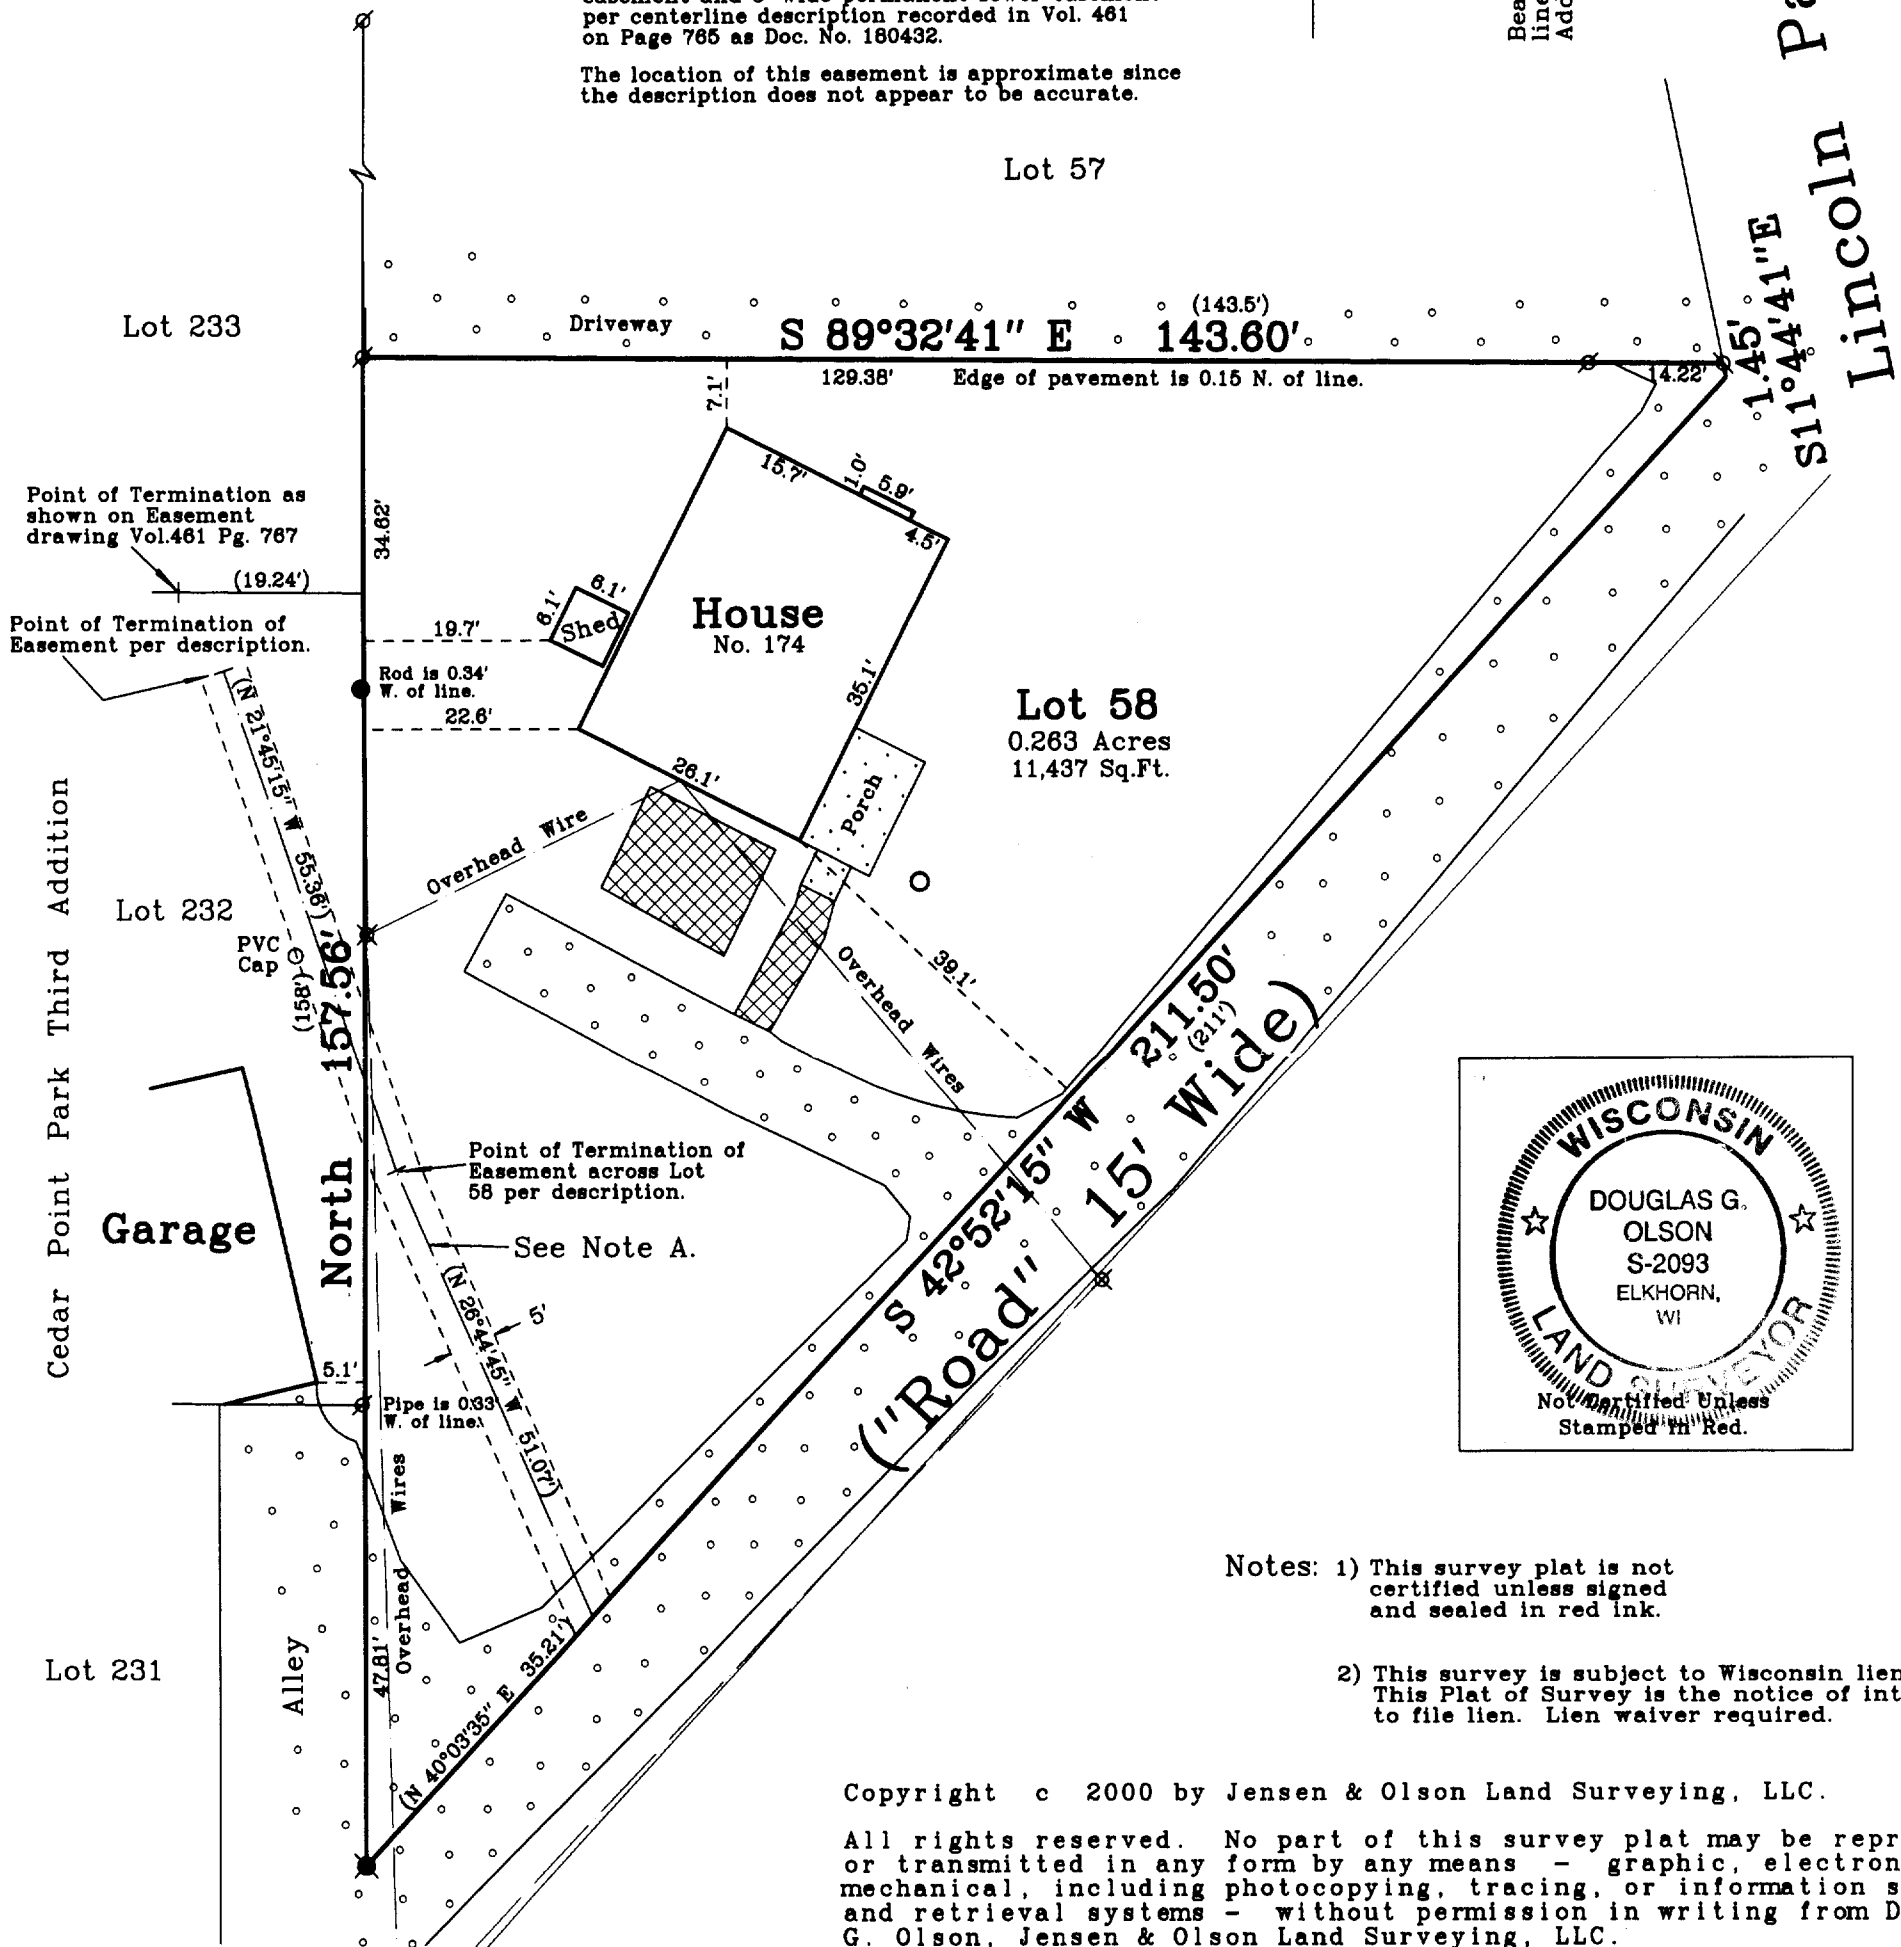 per centerline description recorded in Vol. 461
on Page 765 as Doc. No. 180432.
The location of this easement is approximate since
the description does not appear to be accurate.
Lot 57
Lincoln
1.45'
S11°44'41"E
Lot 233
Driveway
(143.5')
S 89°32'41" E 143.60'
129.38'
Edge of pavement is 0.15 N. of line.
14.22'
7.1'
15.7'
1.0'
5.9'
4.5'
34.62'
Point of Termination as
shown on Easement
drawing Vol.461 Pg. 767
(19.24')
6.1'
6.1'
Shed
House
No. 174
19.7'
Point of Termination of
Easement per description.
Rod is 0.34'
W. of line.
22.6'
35.1'
26.1'
Lot 58
0.263 Acres
11,437 Sq.Ft.
Porch
(N 21°45'15" W 55.36')
Overhead Wire
Cedar Point Park Third Addition
Lot 232
PVC
Cap
(158')
North 157.56'
39.1'
Overhead Wires
211.50'
(211')
S 42°52'15" W
("Road" 15' Wide)
Point of Termination of
Easement across Lot
58 per description.
Garage
See Note A.
(N 26°44'45" W 51.07')
5'
5.1'
Pipe is 0.33'
W. of line.
Overhead Wires
47.81'
(N 40°03'35" E 35.21')
Alley
Lot 231
WISCONSIN
DOUGLAS G.
OLSON
S-2093
ELKHORN,
WI
LAND SURVEYOR
Not Certified Unless
Stamped in Red.
Notes: 1) This survey plat is not
certified unless signed
and sealed in red ink.
2) This survey is subject to Wisconsin lien
This Plat of Survey is the notice of int
to file lien. Lien waiver required.
Copyright c 2000 by Jensen & Olson Land Surveying, LLC.
All rights reserved. No part of this survey plat may be repr
or transmitted in any form by any means - graphic, electron
mechanical, including photocopying, tracing, or information s
and retrieval systems - without permission in writing from D
G. Olson, Jensen & Olson Land Surveying, LLC.